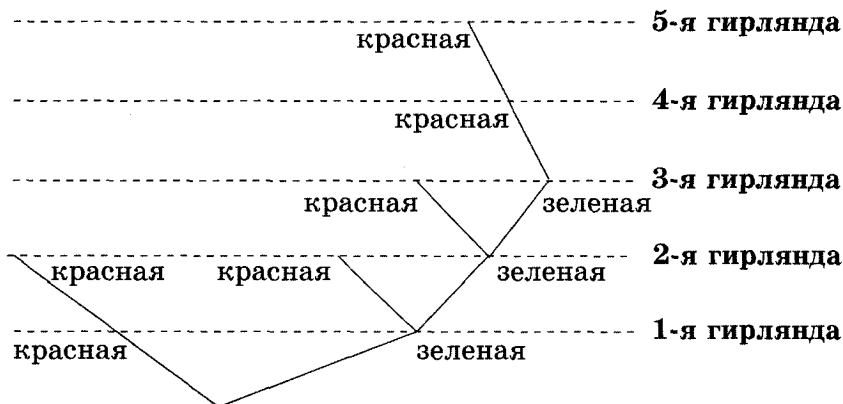 красная 5-я гирлянда
красная 4-я гирлянда
красная зеленая 3-я гирлянда
красная красная зеленая 2-я гирлянда
красная зеленая 1-я гирлянда